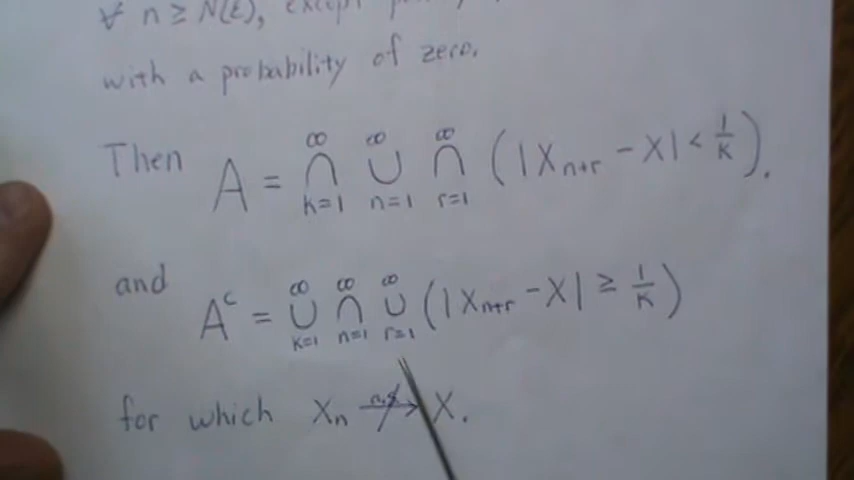 ∀ n ≥ N(ε), except
with a probability of zero.
Then A = ∩_{k=1}^{∞} ∪_{n=1}^{∞} ∩_{r=1}^{∞} (|X_{n+r} - X| < 1/K).
and A^c = ∪_{k=1}^{∞} ∩_{n=1}^{∞} ∪_{r=1}^{∞} (|X_{n+r} - X| ≥ 1/K)
for which X_n ↛ X.